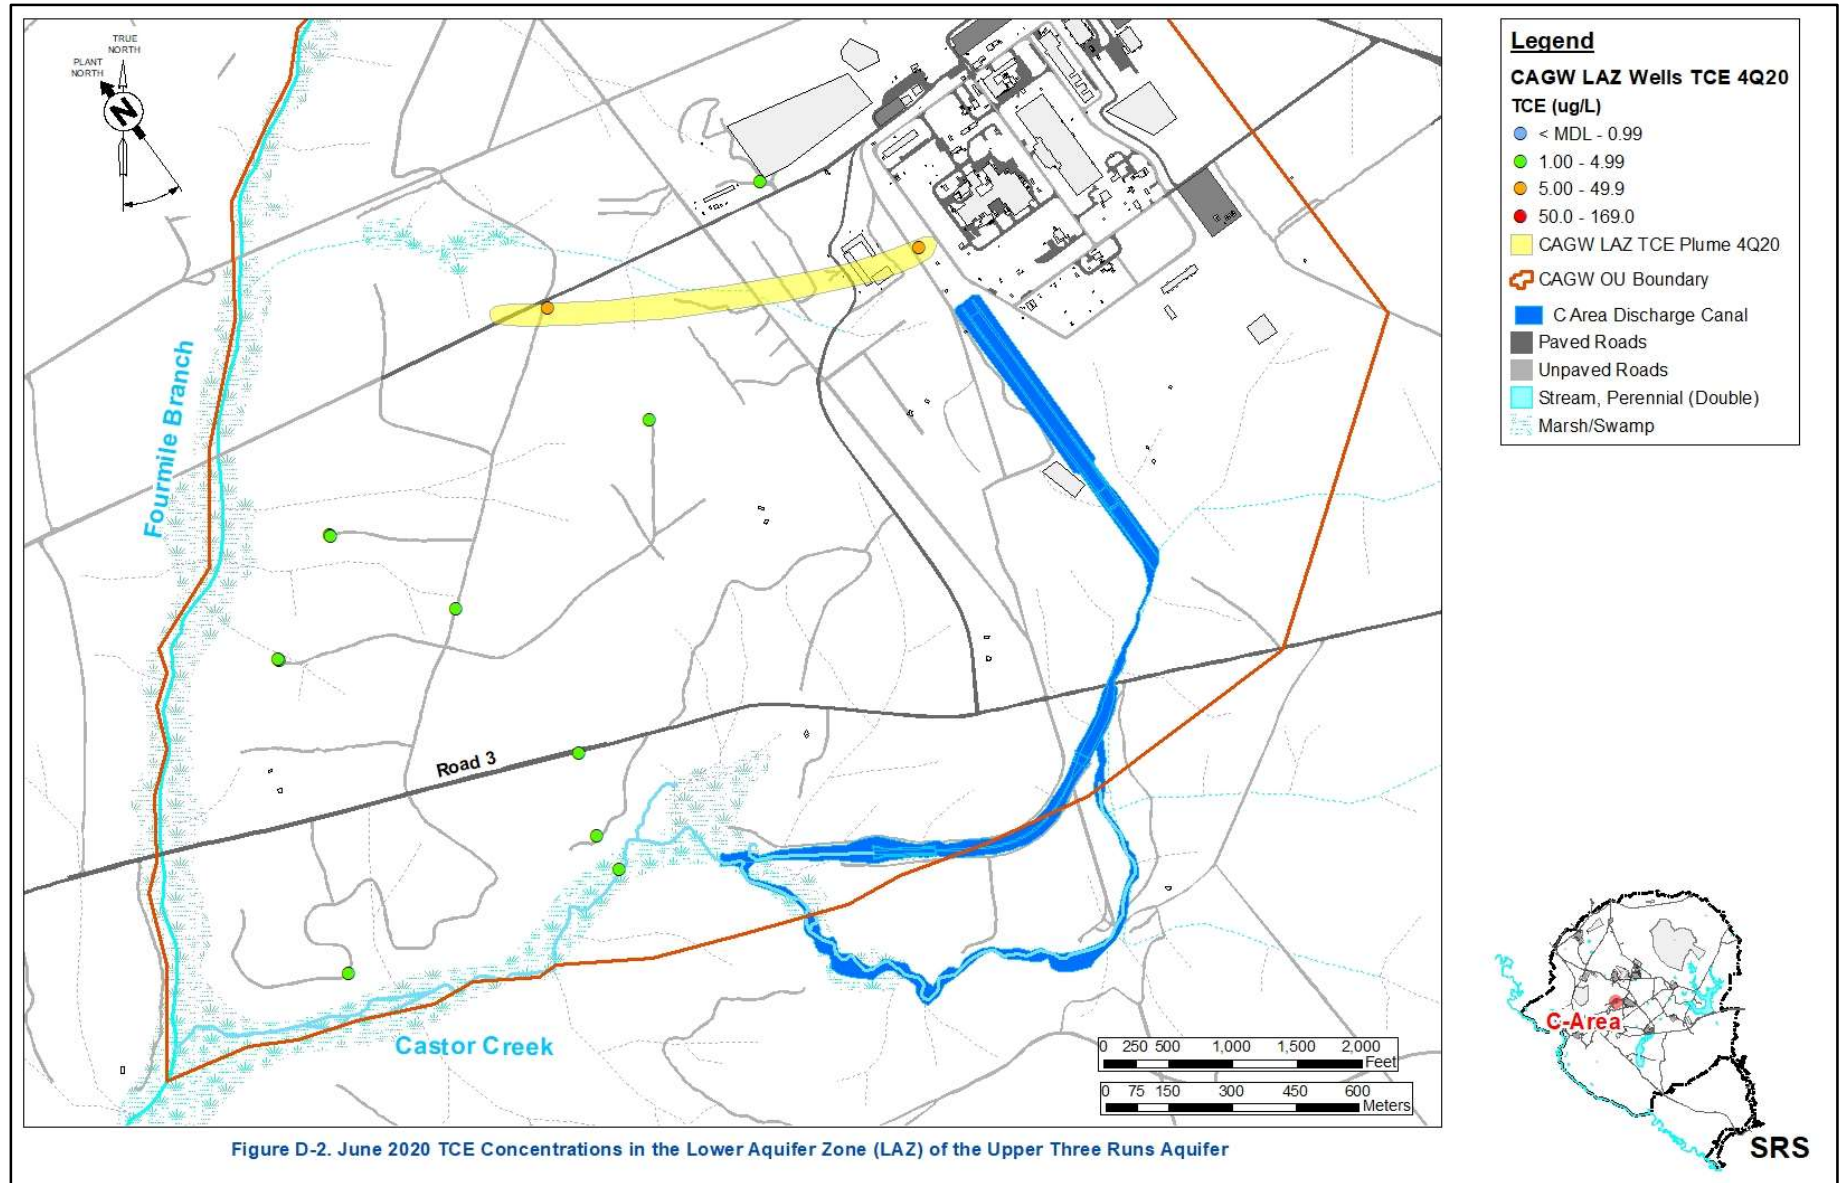 TRUE
NORTH
PLANT
NORTH
N
Fourmile Branch
Road 3
Castor Creek
0 250 500 1,000 1,500 2,000
Feet
0 75 150 300 450 600
Meters
Figure D-2. June 2020 TCE Concentrations in the Lower Aquifer Zone (LAZ) of the Upper Three Runs Aquifer
Legend
CAGW LAZ Wells TCE 4Q20
TCE (ug/L)
< MDL - 0.99
1.00 - 4.99
5.00 - 49.9
50.0 - 169.0
CAGW LAZ TCE Plume 4Q20
CAGW OU Boundary
C Area Discharge Canal
Paved Roads
Unpaved Roads
Stream, Perennial (Double)
Marsh/Swamp
C-Area
SRS